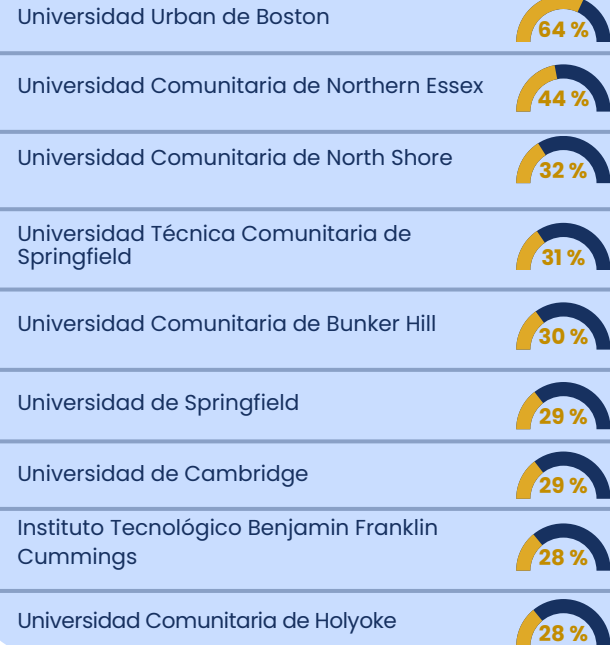 Universidad Urban de Boston
64 %
Universidad Comunitaria de Northern Essex
44 %
Universidad Comunitaria de North Shore
32 %
Universidad Técnica Comunitaria de
Springfield
31 %
Universidad Comunitaria de Bunker Hill
30 %
Universidad de Springfield
29 %
Universidad de Cambridge
29 %
Instituto Tecnológico Benjamin Franklin
Cummings
28 %
Universidad Comunitaria de Holyoke
28 %